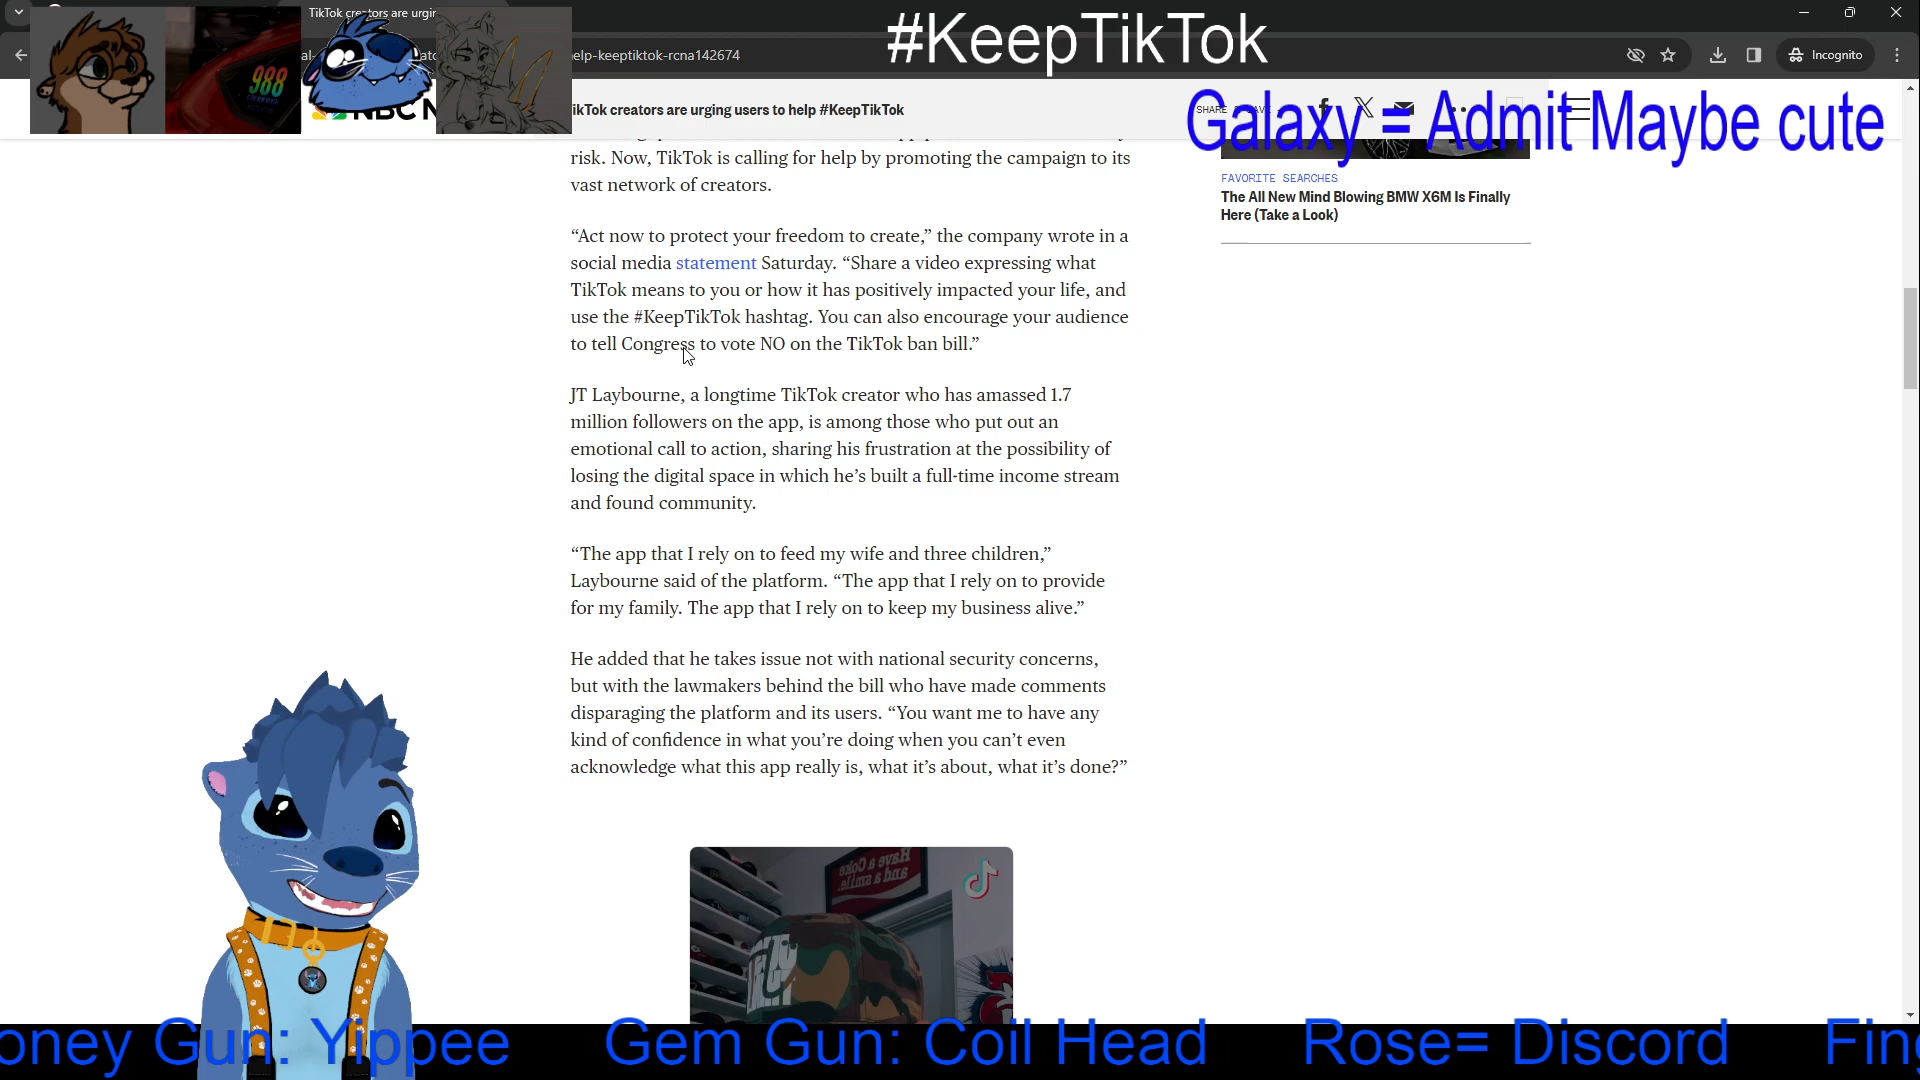 TikTok creators are urgin
#KeepTikTok
elp-keeptiktok-rcna142674
Incognito
988
NBC N
ikTok creators are urging users to help #KeepTikTok
SHARE
Galaxy = Admit Maybe cute
risk. Now, TikTok is calling for help by promoting the campaign to its
vast network of creators.
FAVORITE SEARCHES
The All New Mind Blowing BMW X6M Is Finally
Here (Take a Look)
“Act now to protect your freedom to create,” the company wrote in a
social media statement Saturday. “Share a video expressing what
TikTok means to you or how it has positively impacted your life, and
use the #KeepTikTok hashtag. You can also encourage your audience
to tell Congress to vote NO on the TikTok ban bill.”
JT Laybourne, a longtime TikTok creator who has amassed 1.7
million followers on the app, is among those who put out an
emotional call to action, sharing his frustration at the possibility of
losing the digital space in which he’s built a full-time income stream
and found community.
“The app that I rely on to feed my wife and three children,”
Laybourne said of the platform. “The app that I rely on to provide
for my family. The app that I rely on to keep my business alive.”
He added that he takes issue not with national security concerns,
but with the lawmakers behind the bill who have made comments
disparaging the platform and its users. “You want me to have any
kind of confidence in what you’re doing when you can’t even
acknowledge what this app really is, what it’s about, what it’s done?”
Have a Coke
and a smile.
oney Gun: Yippee Gem Gun: Coil Head Rose= Discord Fing